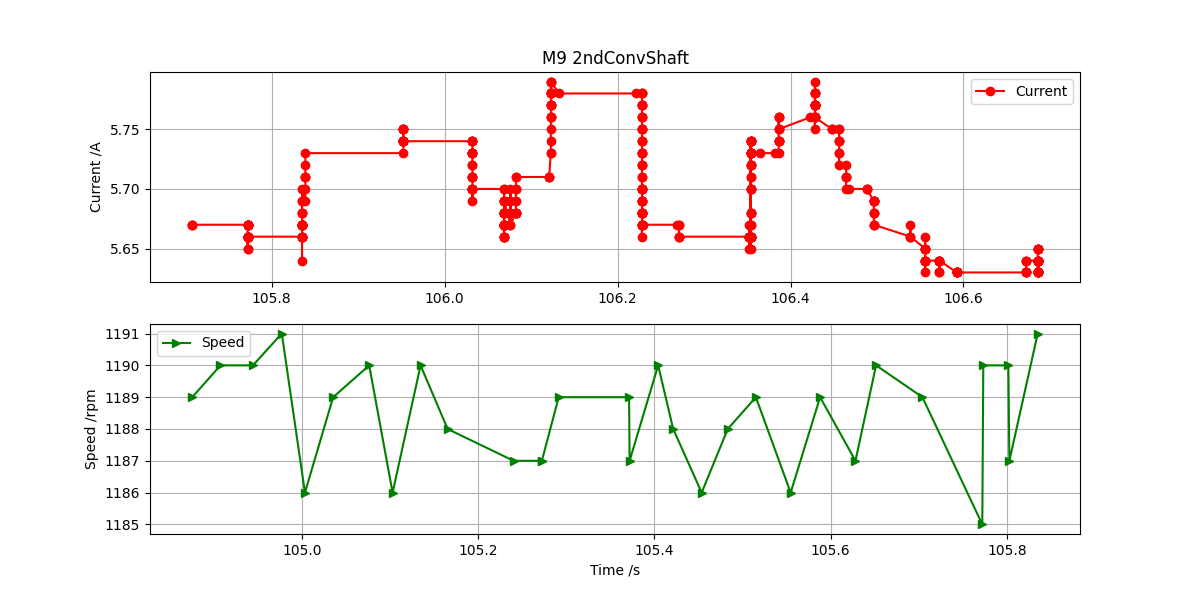 M9 2ndConvShaft
Current /A
5.75
5.70
5.65
Current
105.8 106.0 106.2 106.4 106.6
Speed /rpm
1191
1190
1189
1188
1187
1186
1185
Speed
105.0 105.2 105.4 105.6 105.8
Time /s